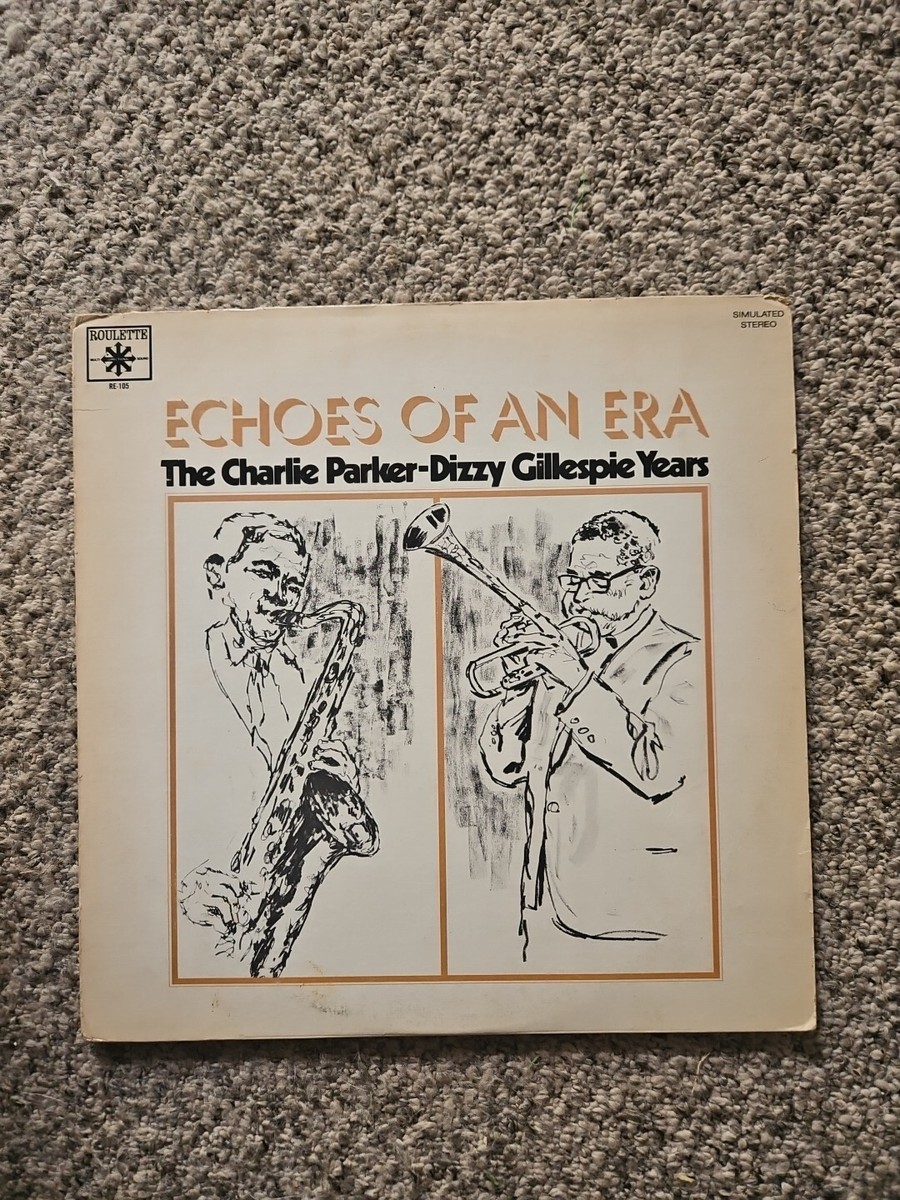 ROULETTE
RE-105
SIMULATED
STEREO
ECHOES OF AN ERA
The Charlie Parker-Dizzy Gillespie Years